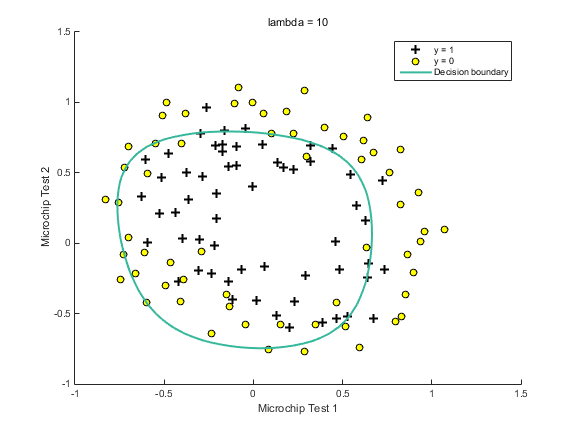 lambda = 10
1.5
y = 1
y = 0
Decision boundary
1
0.5
0
-0.5
-1
Microchip Test 2
-1
-0.5
0
0.5
1
1.5
Microchip Test 1